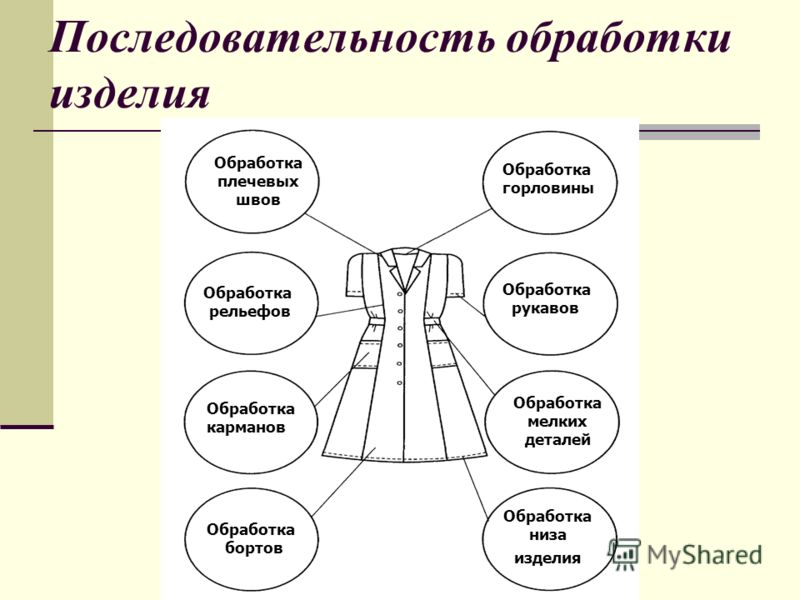 Последовательность обработки
изделия
Обработка
плечевых
швов
Обработка
горловины
Обработка
рельефов
Обработка
рукавов
Обработка
карманов
Обработка
мелких
деталей
Обработка
бортов
Обработка
низа
изделия
MyShared